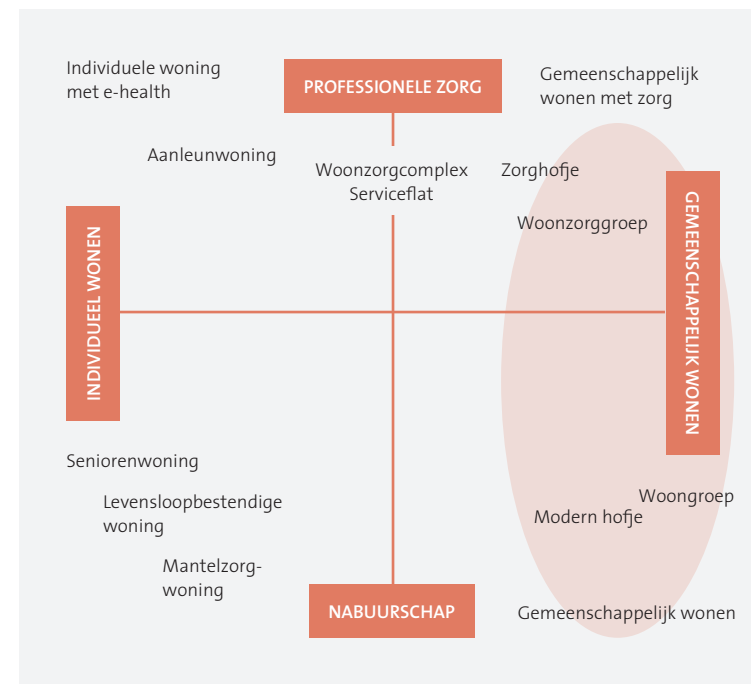 Individuele woning
met e-health
PROFESSIONELE ZORG
Gemeenschappelijk
wonen met zorg
Aanleunwoning
Woonzorgcomplex
Serviceflat
Zorghofje
Woonzorggroep
INDIVIDUEEL WONEN
GEMEENSCHAPPELIJK WONEN
Seniorenwoning
Levensloopbestendige
woning
Woongroep
Modern hofje
Mantelzorg-
woning
NABUURSCHAP
Gemeenschappelijk wonen